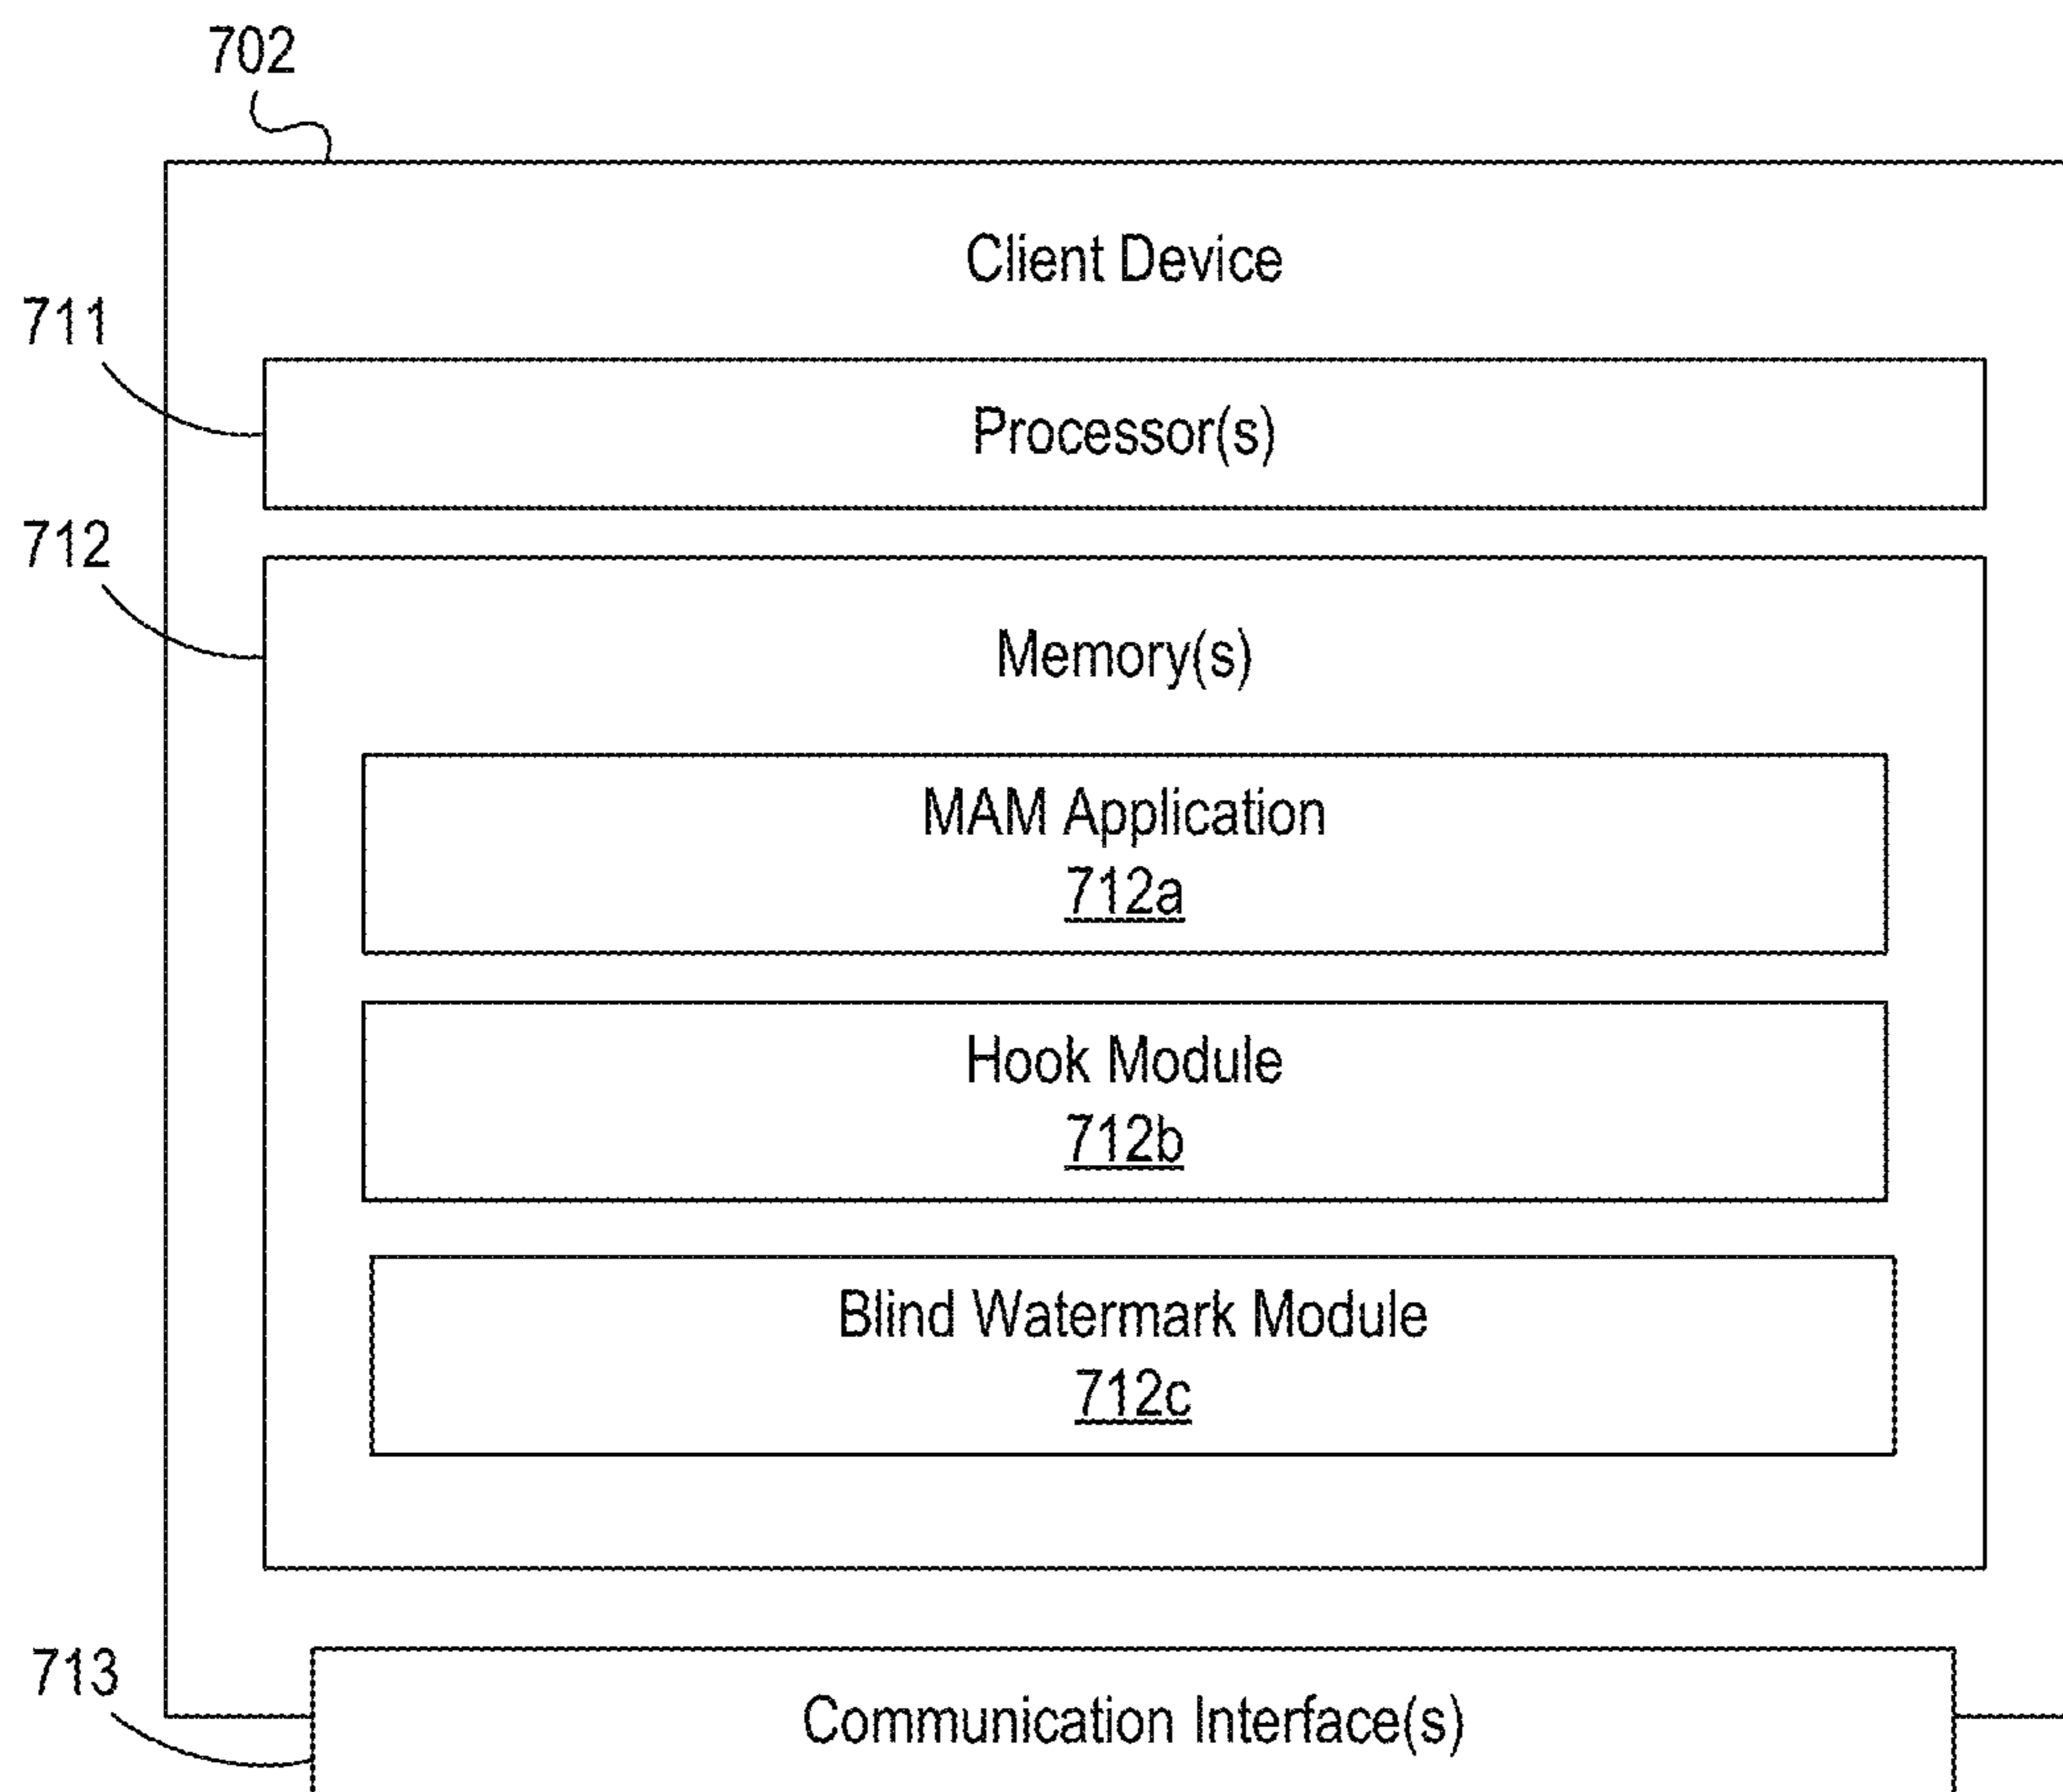 702
Client Device
711
Processor(s)
712
Memory(s)
MAM Application
712a
Hook Module
712b
Blind Watermark Module
712c
713
Communication Interface(s)